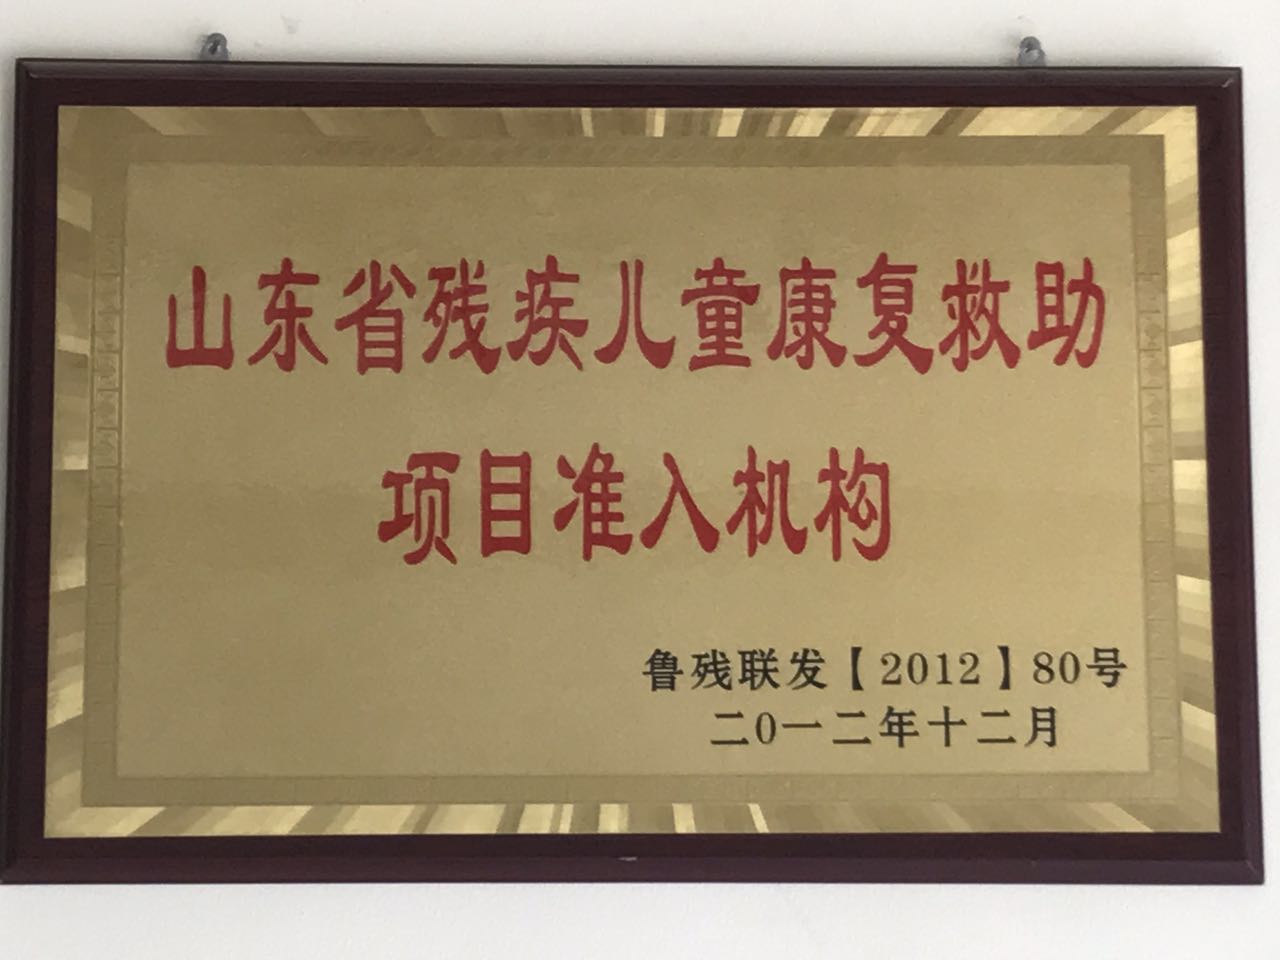 山东省残疾儿童康复救助
项目准入机构
鲁残联发【2012】80号
二0一二年十二月